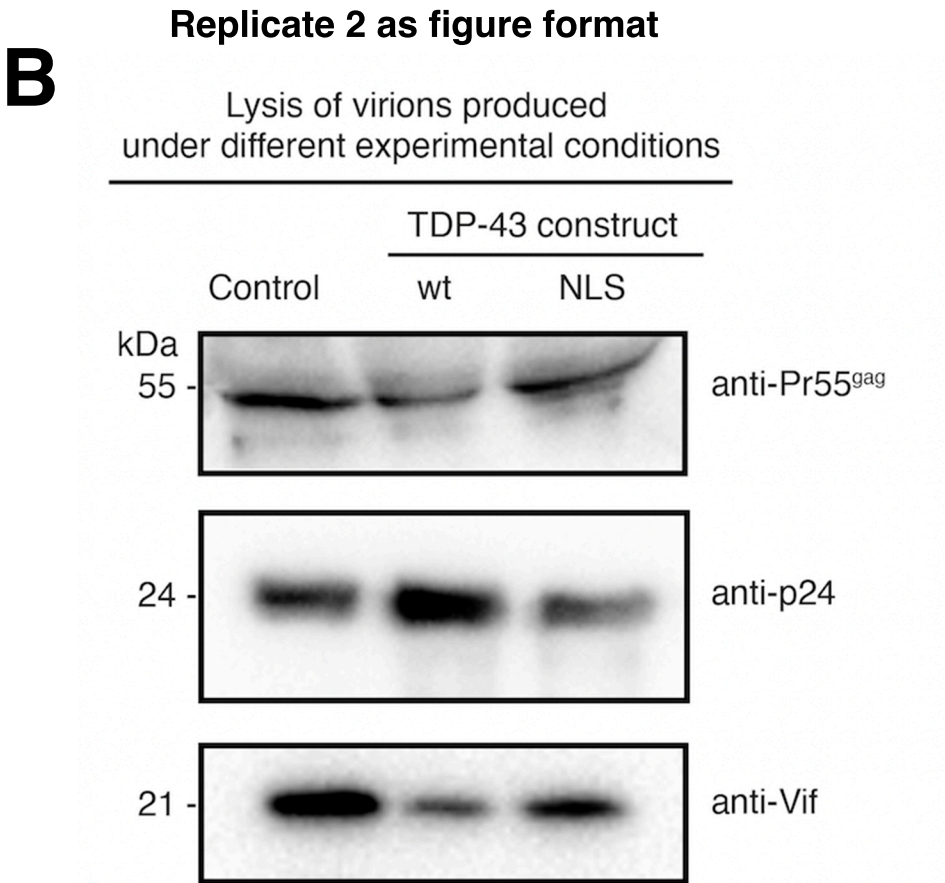 Replicate 2 as figure format
B
Lysis of virions produced
under different experimental conditions
TDP-43 construct
Control wt NLS
kDa
55 - anti-Pr55gag
24 - anti-p24
21 - anti-Vif